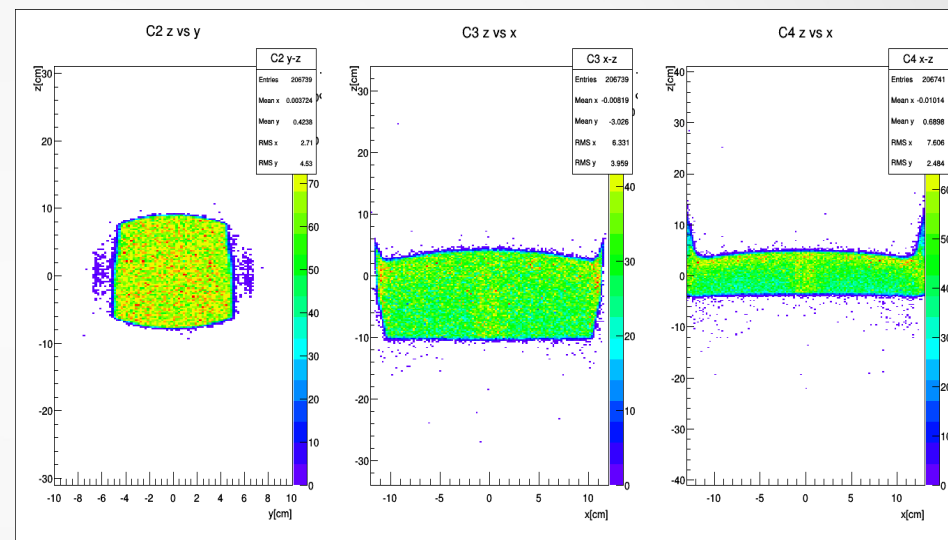 C2 z vs y
C2 y-z
Entries 206739
Mean x 0.003724
Mean y 0.4238
RMS x 2.71
RMS y 4.53
z[cm]
30
20
10
0
-10
-20
-30
-10 -8 -6 -4 -2 0 2 4 6 8 10
y[cm]
70
60
50
40
30
20
10
0
C3 z vs x
C3 x-z
Entries 206739
Mean x -0.00819
Mean y -3.026
RMS x 6.331
RMS y 3.959
z[cm]
30
20
10
0
-10
-20
-30
-10 -5 0 5 10
x[cm]
40
30
20
10
0
C4 z vs x
C4 x-z
Entries 206741
Mean x -0.01014
Mean y 0.6898
RMS x 7.606
RMS y 2.484
z[cm]
40
30
20
10
0
-10
-20
-30
-40
-10 -5 0 5 10
x[cm]